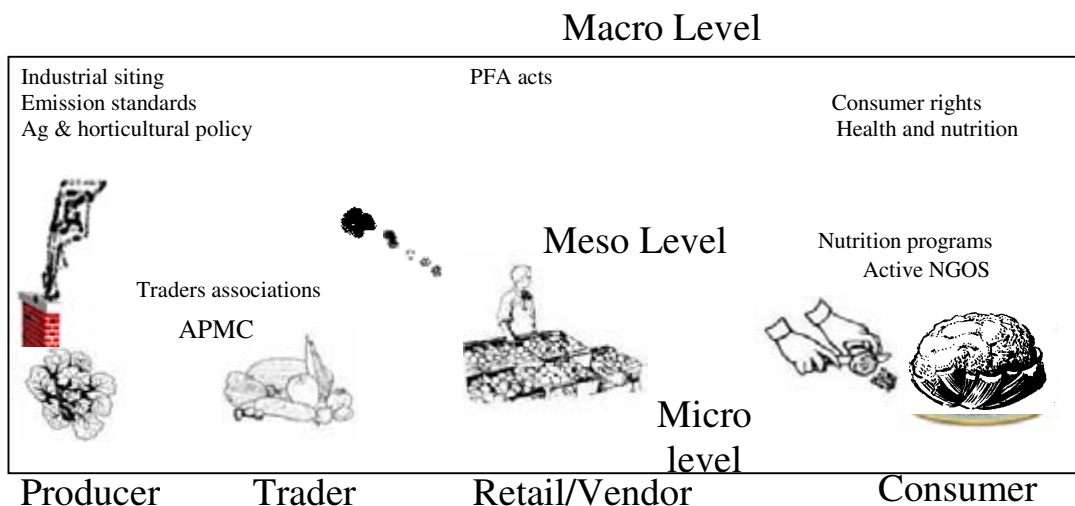 Macro Level
Industrial siting
Emission standards
Ag & horticultural policy
PFA acts
Consumer rights
Health and nutrition
Meso Level
Nutrition programs
Active NGOS
Traders associations
APMC
Micro
level
Producer
Trader
Retail/Vendor
Consumer